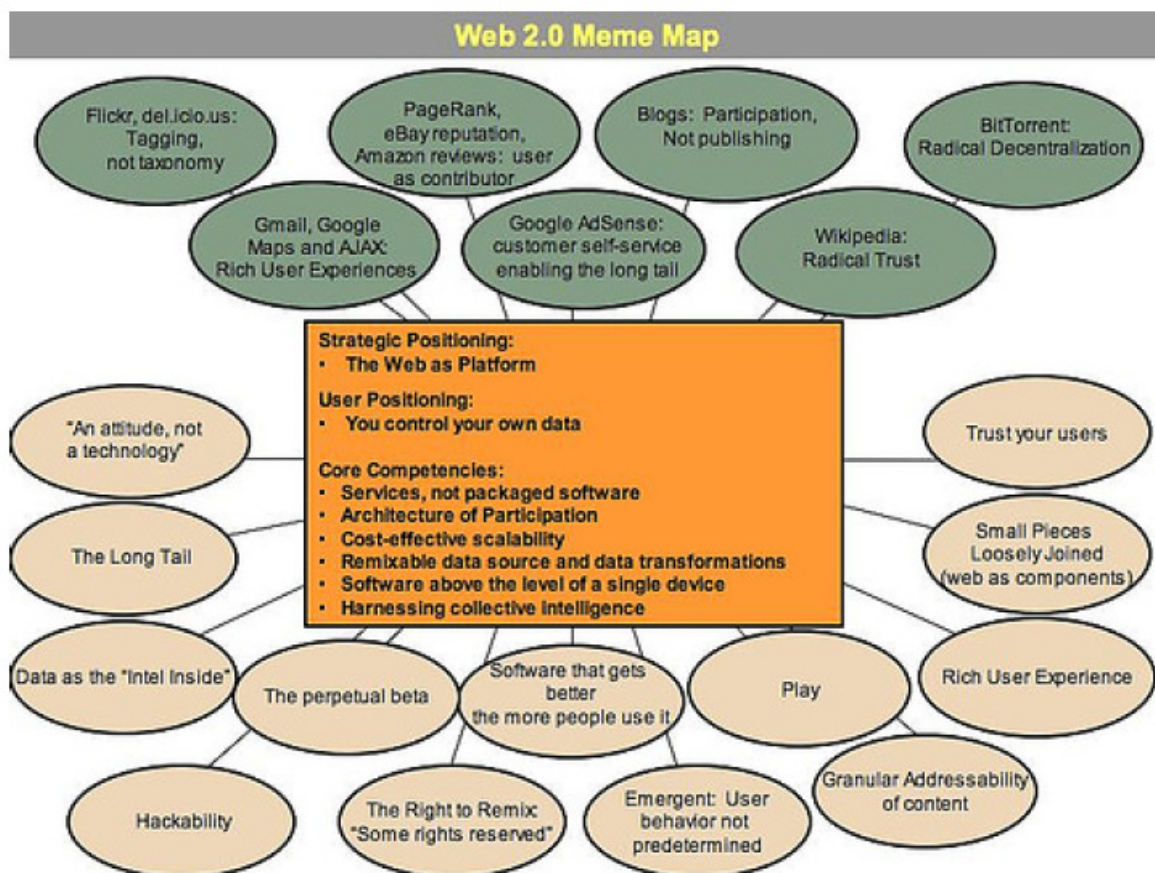 Web 2.0 Meme Map
Flickr, del.icio.us:
Tagging,
not taxonomy
PageRank,
eBay reputation,
Amazon reviews: user
as contributor
Blogs: Participation,
Not publishing
BitTorrent:
Radical Decentralization
Gmail, Google
Maps and AJAX:
Rich User Experiences
Google AdSense:
customer self-service
enabling the long tail
Wikipedia:
Radical Trust
Strategic Positioning:
• The Web as Platform
User Positioning:
• You control your own data
Core Competencies:
• Services, not packaged software
• Architecture of Participation
• Cost-effective scalability
• Remixable data source and data transformations
• Software above the level of a single device
• Harnessing collective intelligence
"An attitude, not
a technology"
Trust your users
The Long Tail
Small Pieces
Loosely Joined
(web as components)
Data as the "Intel Inside"
The perpetual beta
Software that gets
better
the more people use it
Play
Rich User Experience
Hackability
The Right to Remix:
"Some rights reserved"
Emergent: User
behavior not
predetermined
Granular Addressability
of content